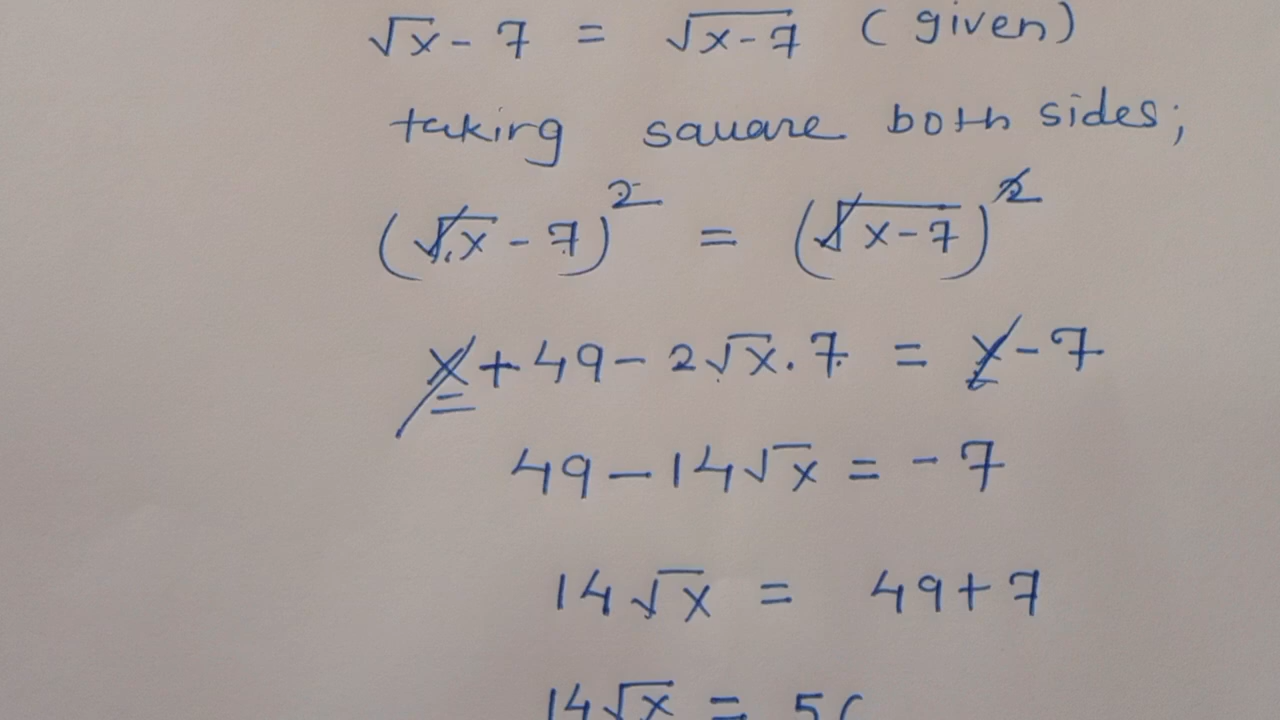 √x - 7 = √x-7 (given)
taking square both sides;
(√x - 7)² = (√x-7)²
x + 49 - 2√x . 7 = x - 7
49 - 14√x = - 7
14√x = 49+7
14√x =